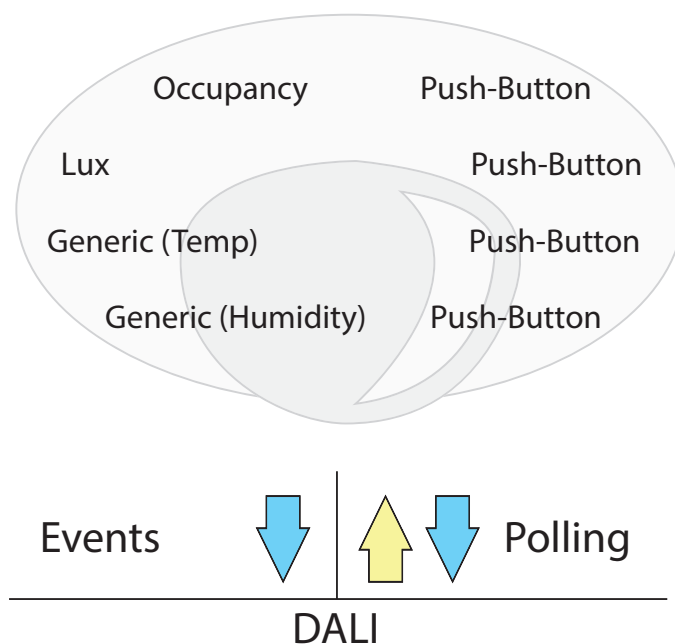 Occupancy Push-Button
Lux Push-Button
Generic (Temp) Push-Button
Generic (Humidity) Push-Button
Events Polling
DALI